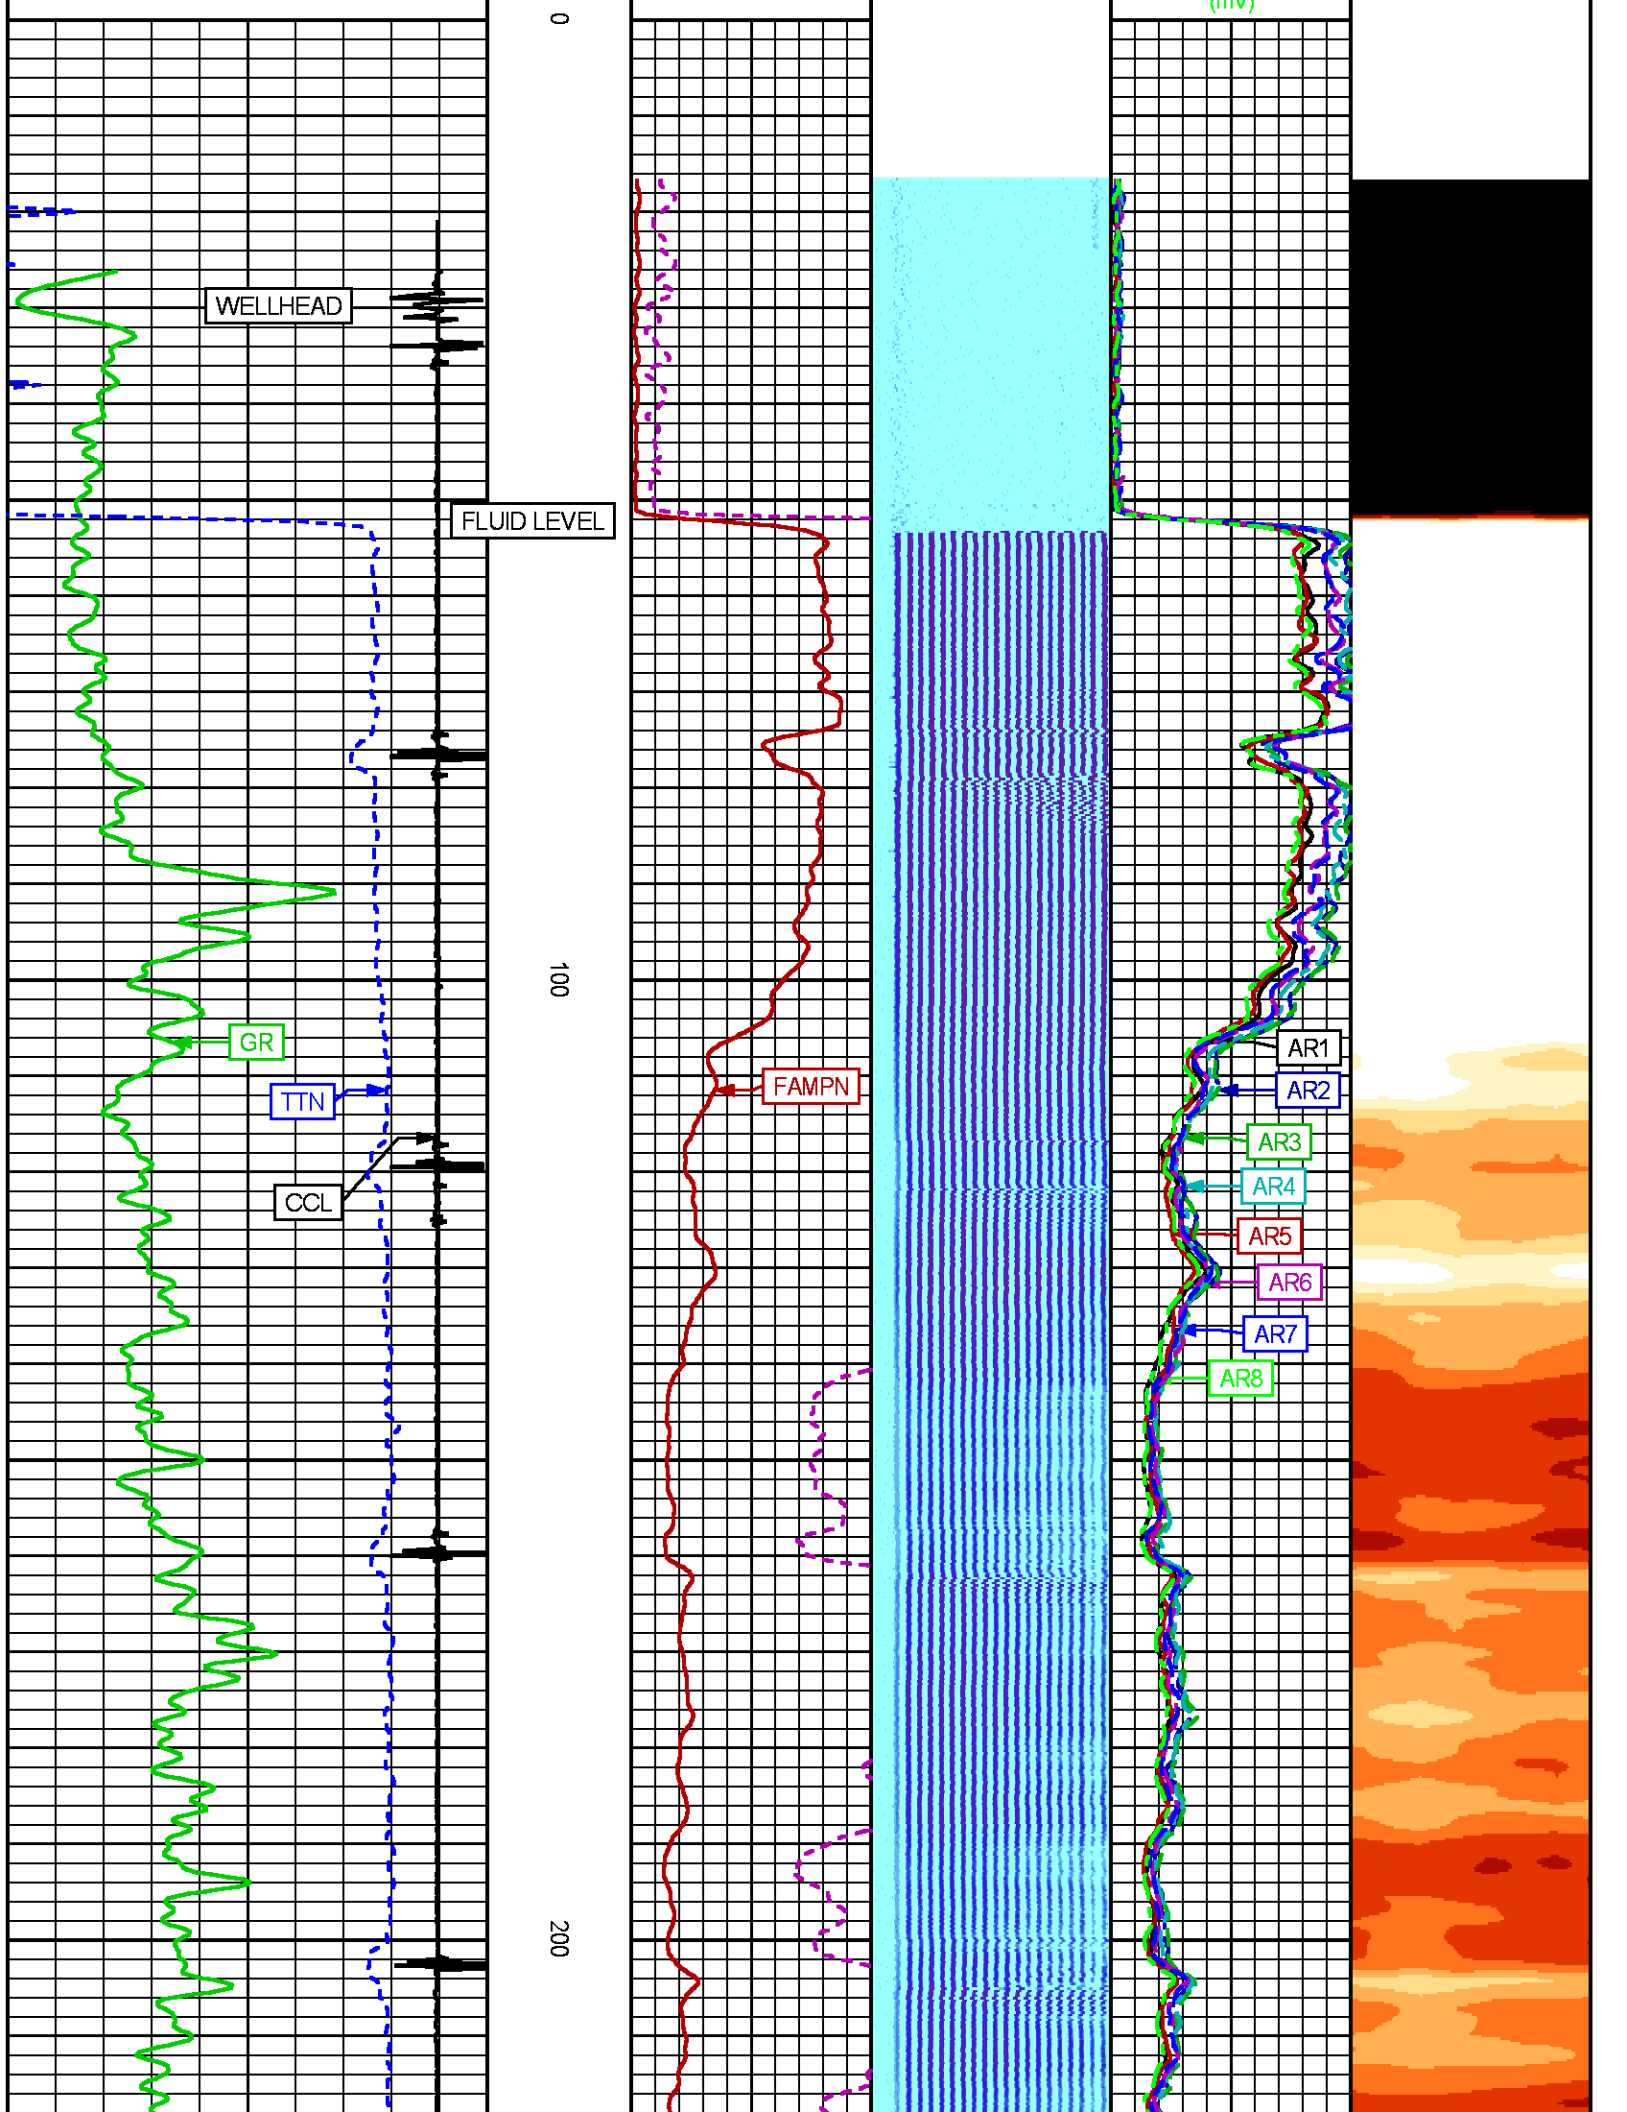 (mV)
0
WELLHEAD
FLUID LEVEL
100
GR
AR1
TTN
FAMPN
AR2
AR3
CCL
AR4
AR5
AR6
AR7
AR8
200